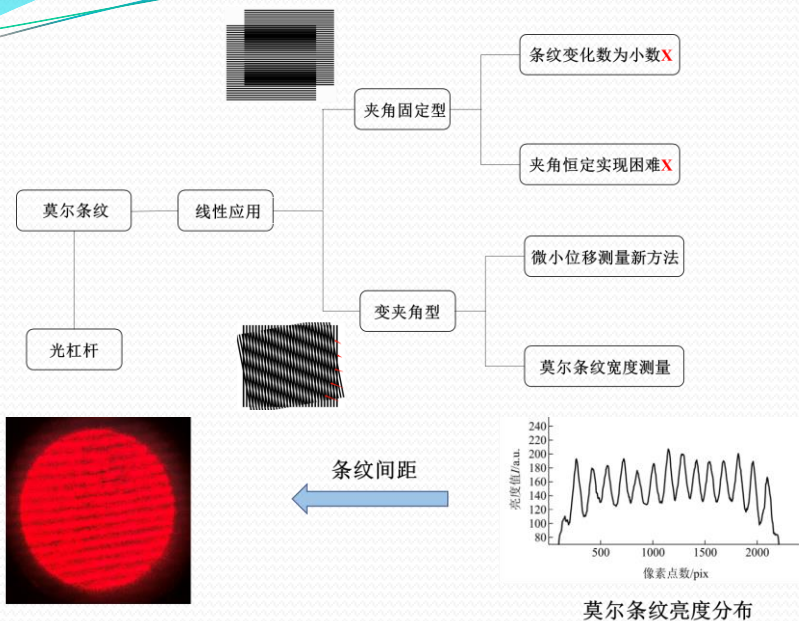 条纹变化数为小数X
夹角固定型
夹角恒定实现困难X
莫尔条纹
线性应用
微小位移测量新方法
变夹角型
光杠杆
莫尔条纹宽度测量
条纹间距
240
220
200
180
160
140
120
100
80
亮度值I/a.u.
500
1000
1500
2000
像素点数/pix
莫尔条纹亮度分布